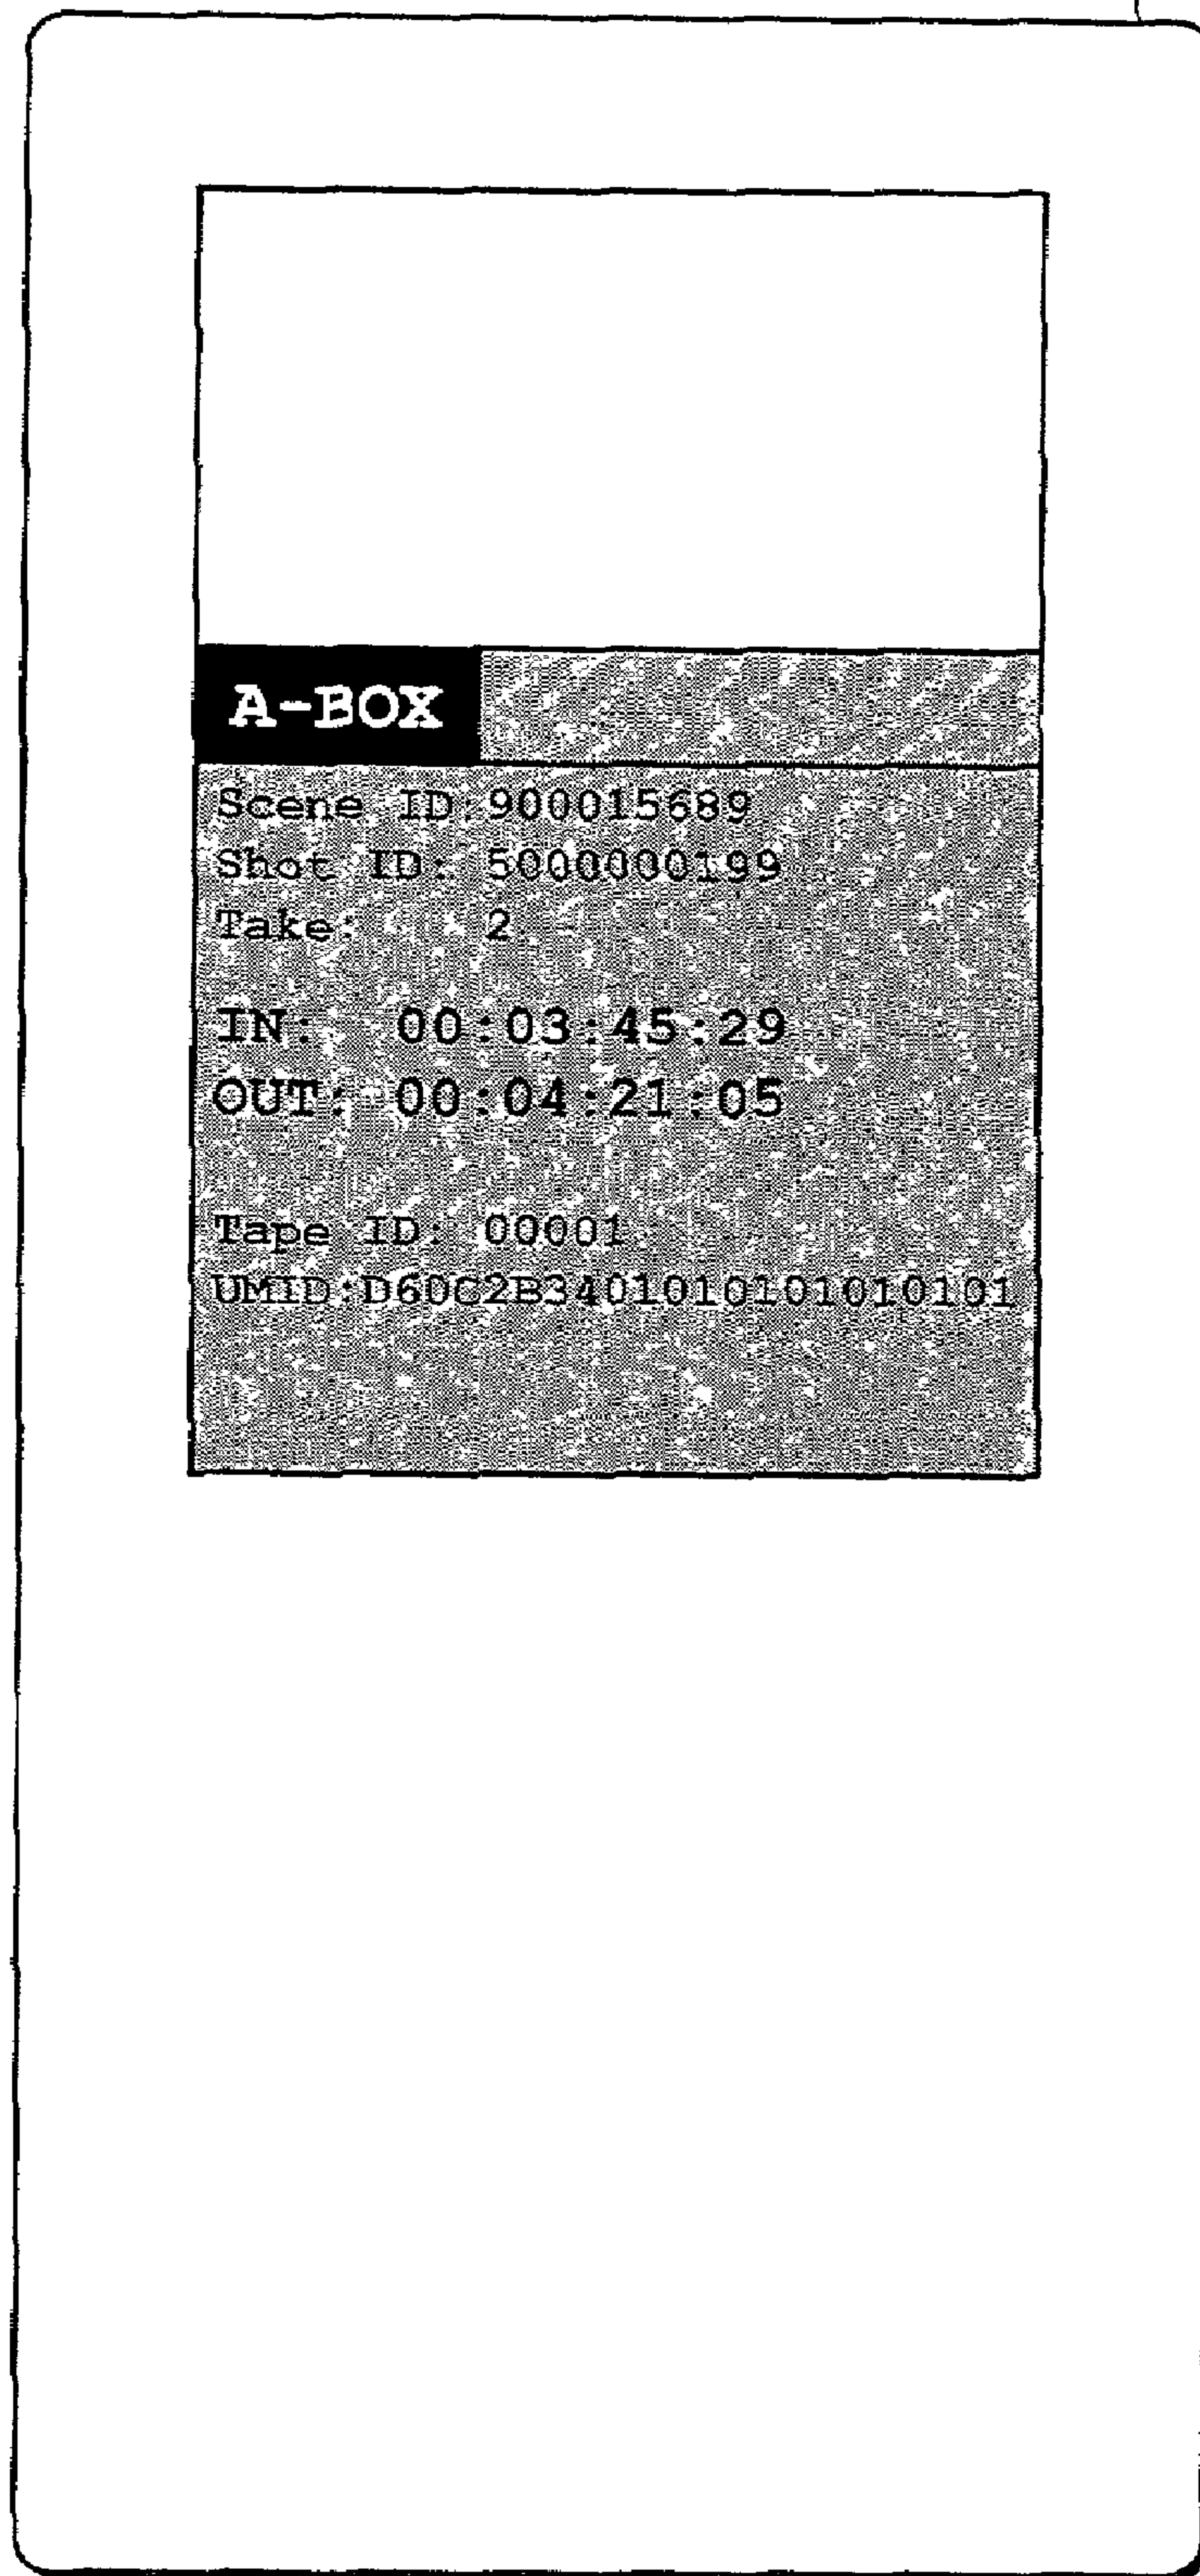 A-BOX
Scene ID:900015689
Shot ID: 5000000199
Take: 2
IN: 00:03:45:29
OUT: 00:04:21:05
Tape ID: 00001
UMID:D60C2B3401010101010101